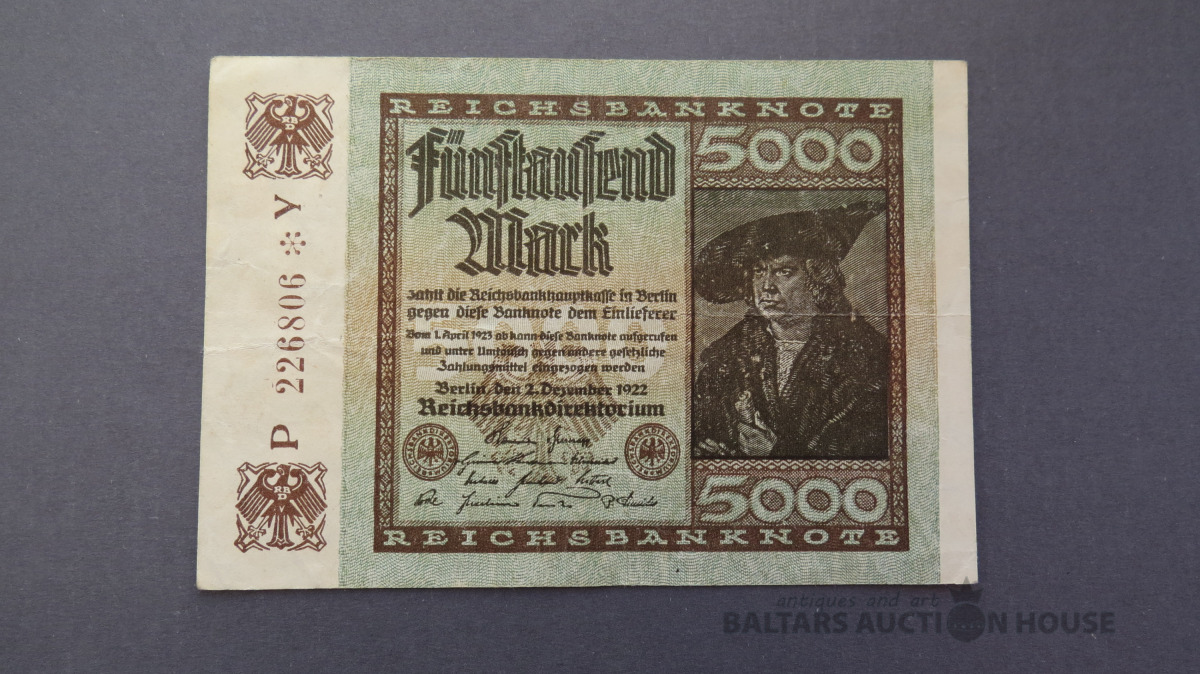 REICHSBANKNOTE
Fünftausend
Mark
zahlt die Reichsbankhauptkasse in Berlin
gegen diese Banknote dem Einlieferer
Vom 1. April 1923 ab kann diese Banknote aufgerufen
und unter Umtausch gegen andere gesetzliche
Zahlungsmittel eingezogen werden
Berlin, den 2. Dezember 1922
Reichsbankdirektorium
5000
5000
REICHSBANKNOTE
P 226806 * Y
RBD
RBD
antiques and art
BALTARS AUCTION HOUSE